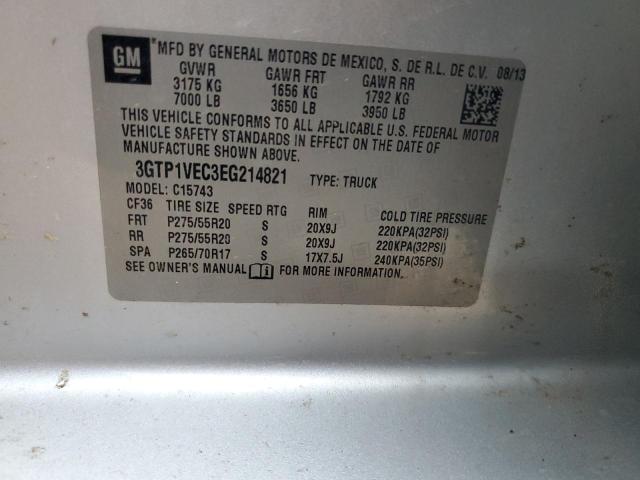 GM
*MFD BY GENERAL MOTORS DE MEXICO, S. DE R.L. DE C.V. 08/13
GVWR GAWR FRT GAWR RR
3175 KG 1656 KG 1792 KG
7000 LB 3650 LB 3950 LB
THIS VEHICLE CONFORMS TO ALL APPLICABLE U.S. FEDERAL MOTOR
VEHICLE SAFETY STANDARDS IN EFFECT ON THE DATE OF
MANUFACTURE SHOWN ABOVE.
3GTP1VEC3EG214821 TYPE: TRUCK
MODEL: C15743
CF36 TIRE SIZE SPEED RTG RIM COLD TIRE PRESSURE
FRT P275/55R20 S 20X9J 220KPA(32PSI)
RR P275/55R20 S 20X9J 220KPA(32PSI)
SPA P265/70R17 S 17X7.5J 240KPA(35PSI)
SEE OWNER'S MANUAL FOR MORE INFORMATION.